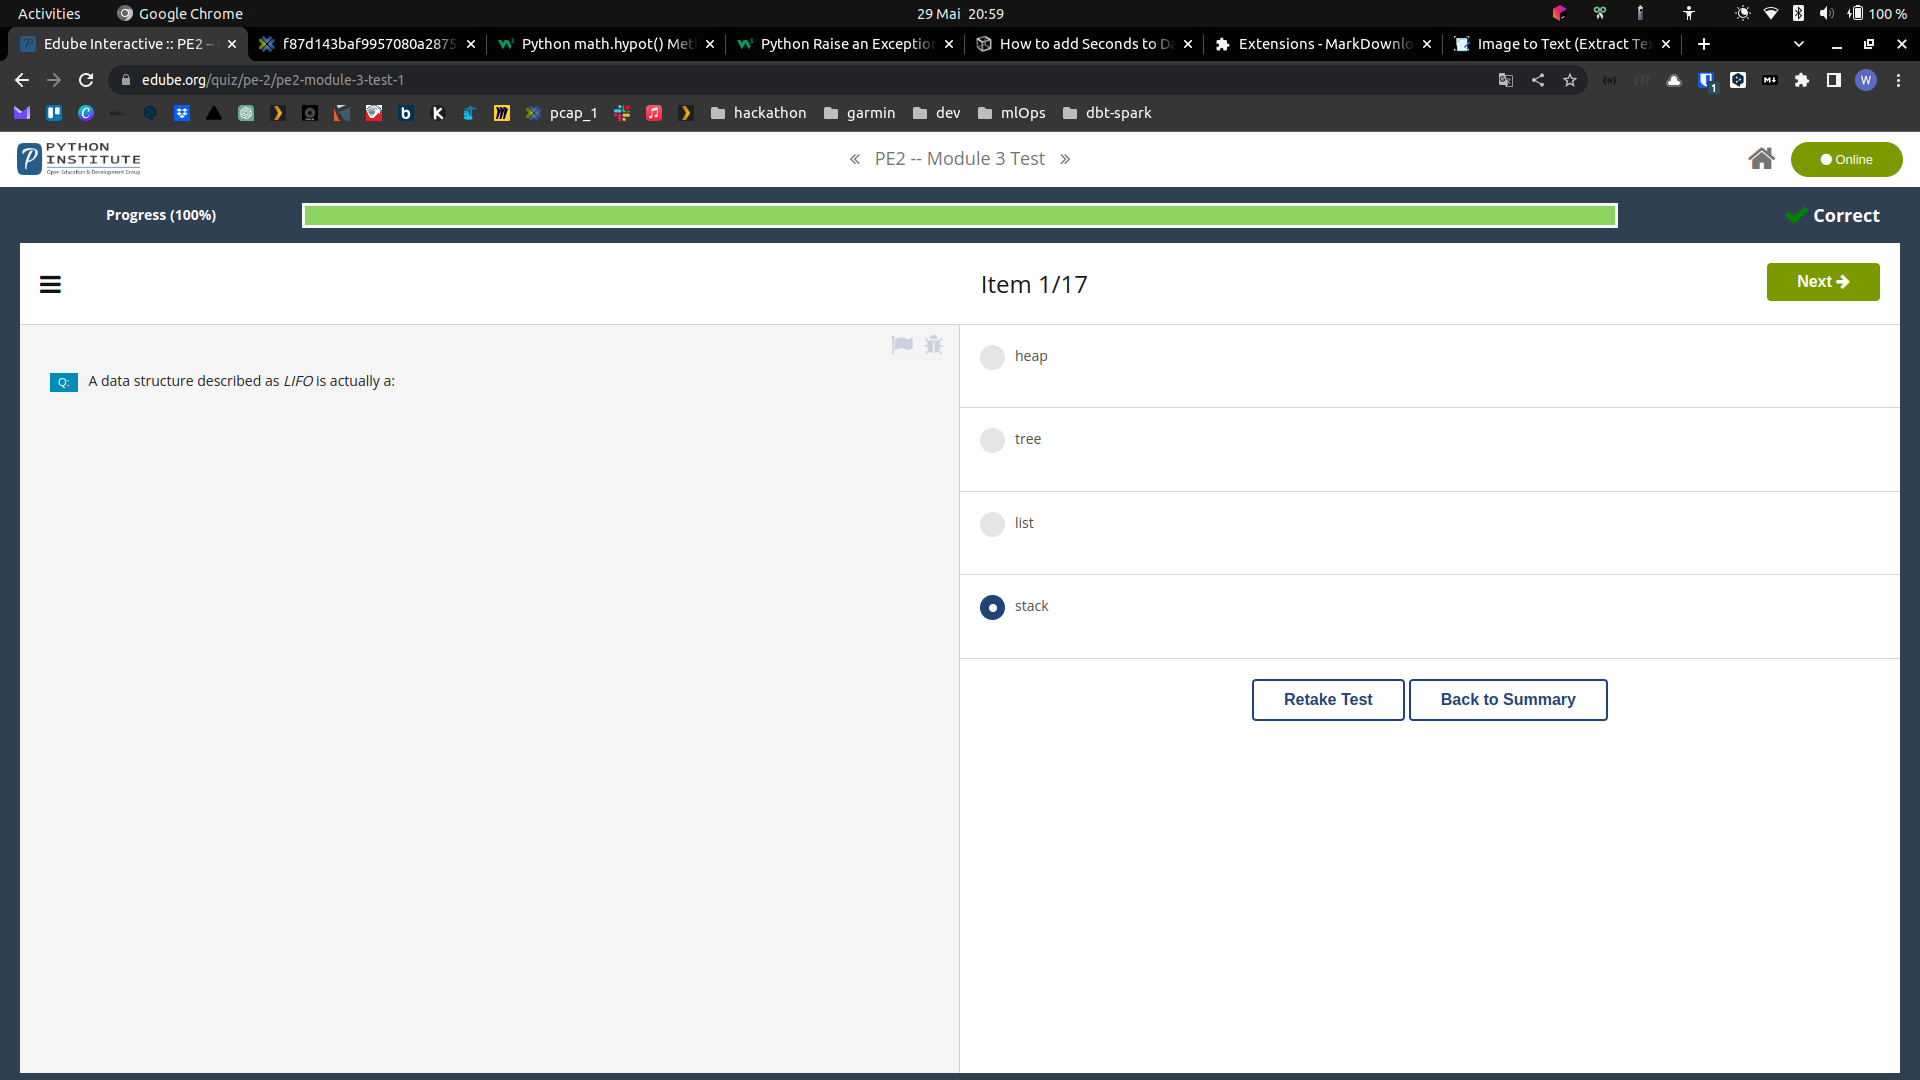 Activities
Google Chrome
29 Mai 20:59
100 %
Edube Interactive :: PE2 –
f87d143baf9957080a2875
Python math.hypot() Met
Python Raise an Exception
How to add Seconds to Da
Extensions - MarkDownlo
Image to Text (Extract Te
edube.org/quiz/pe-2/pe2-module-3-test-1
1
W
pcap_1
hackathon
garmin
dev
mlOps
dbt-spark
PYTHON
INSTITUTE
Open Education & Development Group
« PE2 -- Module 3 Test »
Online
Progress (100%)
Correct
Item 1/17
Next
Q: A data structure described as LIFO is actually a:
heap
tree
list
stack
Retake Test
Back to Summary